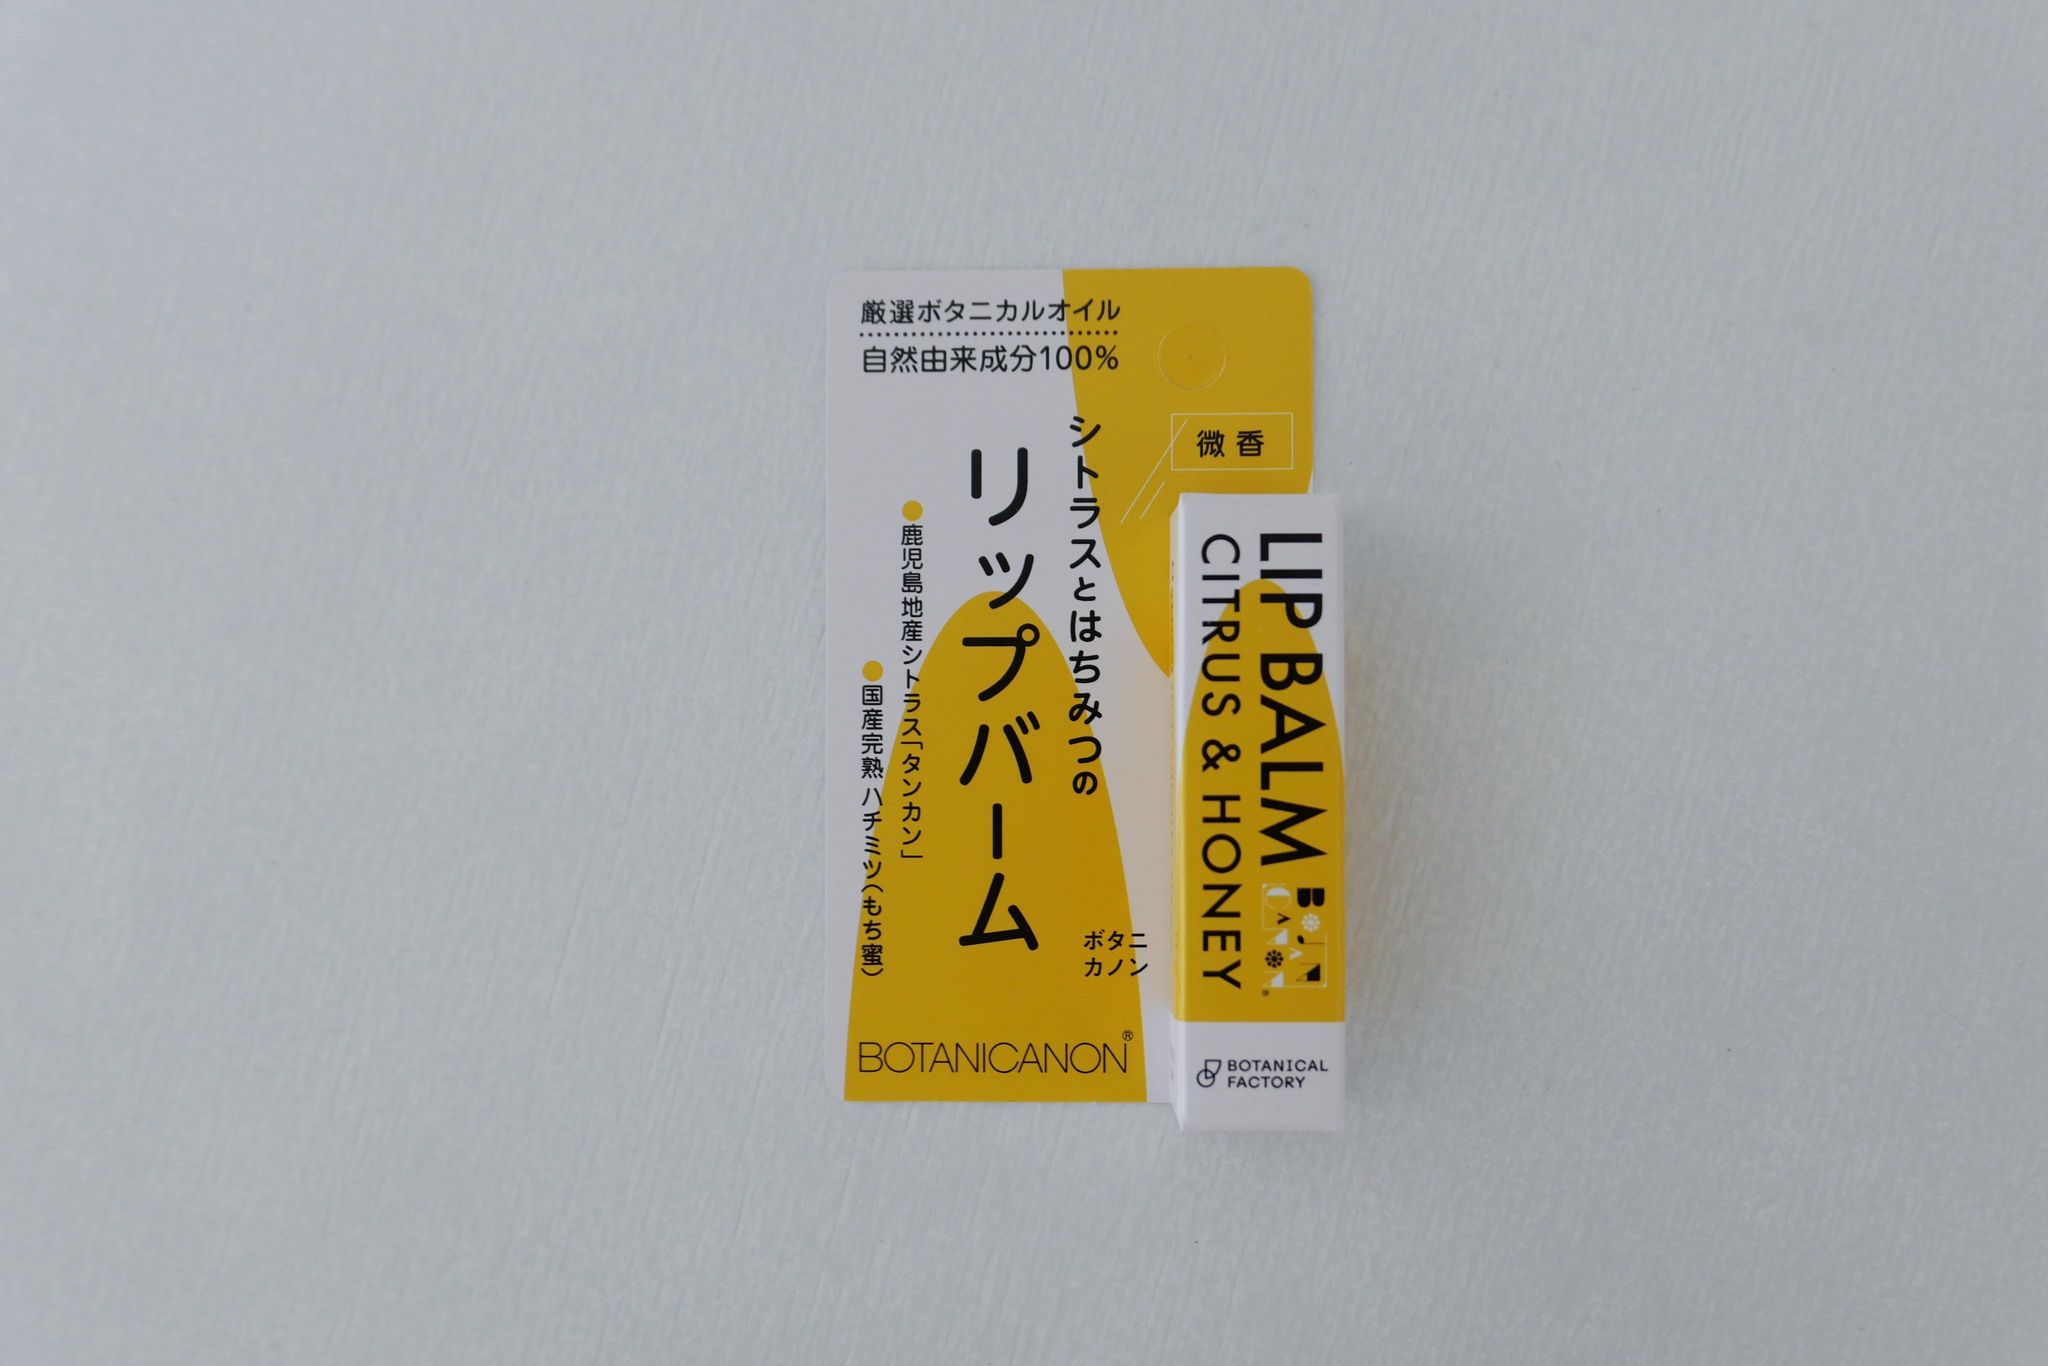 厳選ボタニカルオイル
自然由来成分100%
微香
シトラスとはちみつの
リップバーム
鹿児島地産シトラス「タンカン」
国産完熟 ハチミツ(もち蜜)
ボタニ
カノン
BOTANICANON®
LIP BALM
CITRUS & HONEY
BOTANICANON®
BOTANICAL
FACTORY